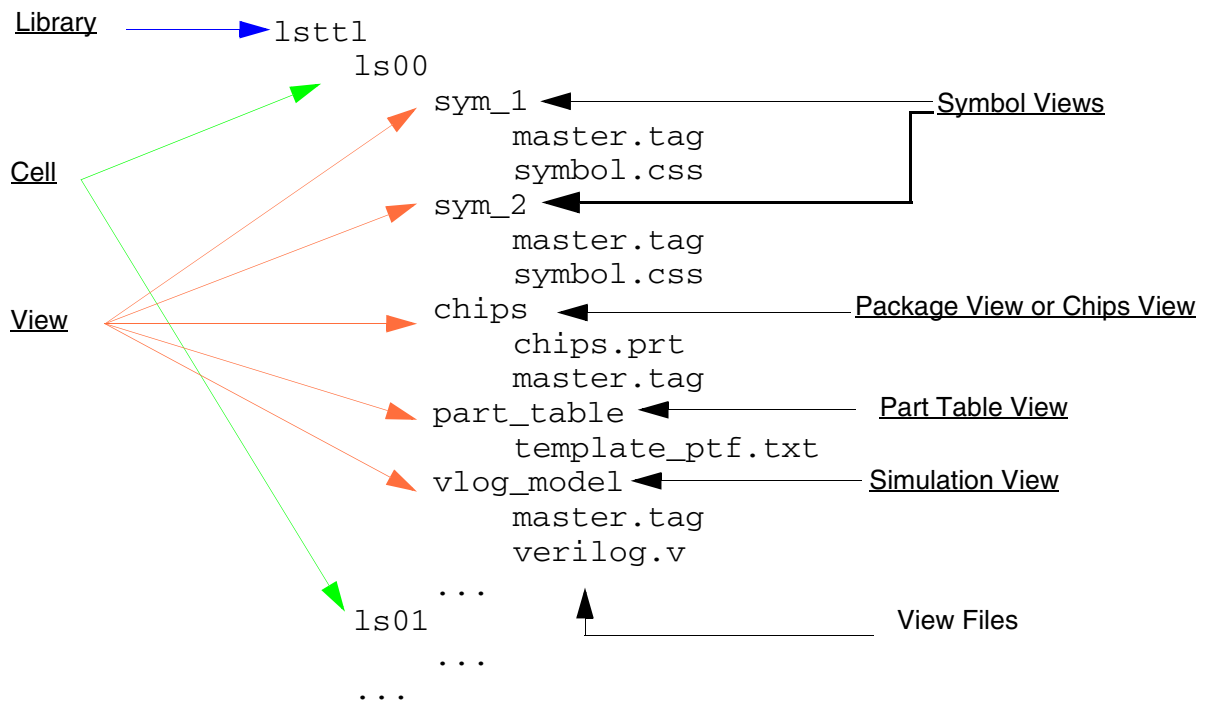 Library
lsttl
ls00
sym_1
Symbol Views
master.tag
Cell
symbol.css
sym_2
master.tag
symbol.css
View
chips
Package View or Chips View
chips.prt
master.tag
part_table
Part Table View
template_ptf.txt
vlog_model
Simulation View
master.tag
verilog.v
...
ls01
View Files
...
...